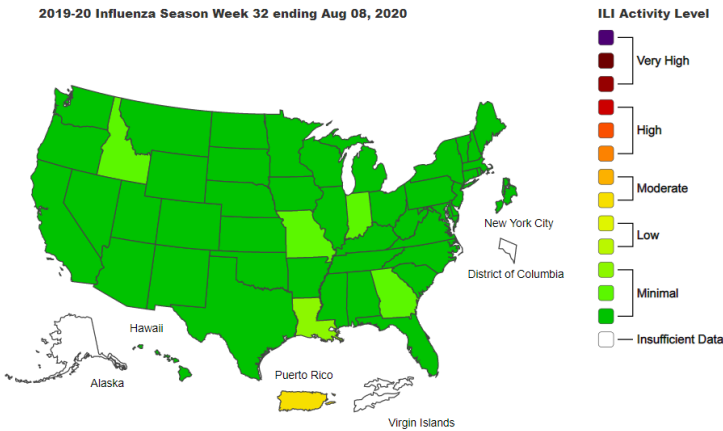 2019-20 Influenza Season Week 32 ending Aug 08, 2020
ILI Activity Level
Very High
High
Moderate
Low
Minimal
Insufficient Data
New York City
District of Columbia
Hawaii
Alaska
Puerto Rico
Virgin Islands